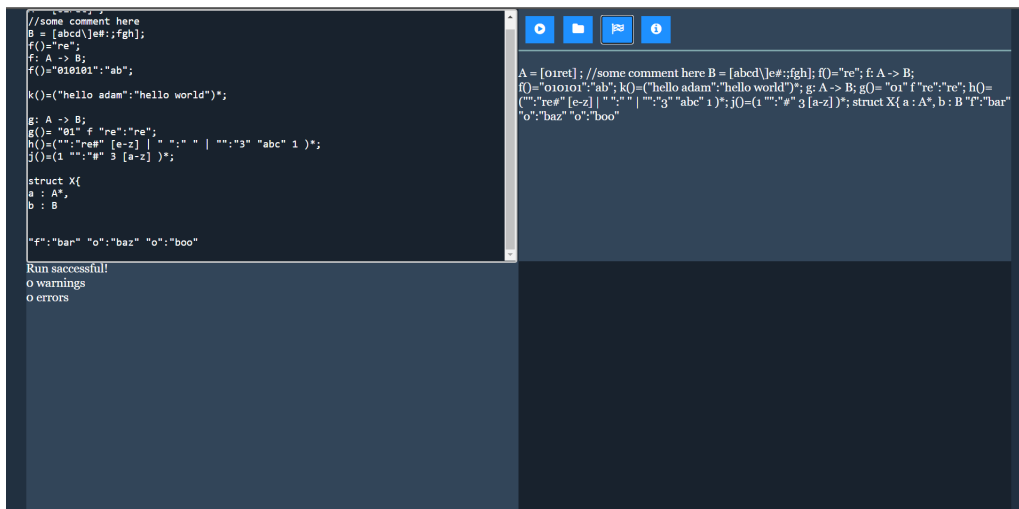 //some comment here
B = [abcd\]e#:;fgh];
f()="re";
f: A -> B;
f()="010101":"ab";
k()=("hello adam":"hello world")*;
g: A -> B;
g()= "01" f "re":"re";
h()=("":"re#" [e-z] | " ":" " | "":"3" "abc" 1 )*;
j()=(1 "":"#" 3 [a-z] )*;
struct X{
a : A*,
b : B
"f":"bar" "o":"baz" "o":"boo"
A = [01ret] ; //some comment here B = [abcd\]e#:;fgh]; f()="re"; f: A -> B;
f()="010101":"ab"; k()=("hello adam":"hello world")*; g: A -> B; g()= "01" f "re":"re"; h()=
("":"re#" [e-z] | " ":" " | "":"3" "abc" 1 )*; j()=(1 "":"#" 3 [a-z] )*; struct X{ a : A*, b : B "f":"bar"
"o":"baz" "o":"boo"
Run saccessful!
0 warnings
0 errors